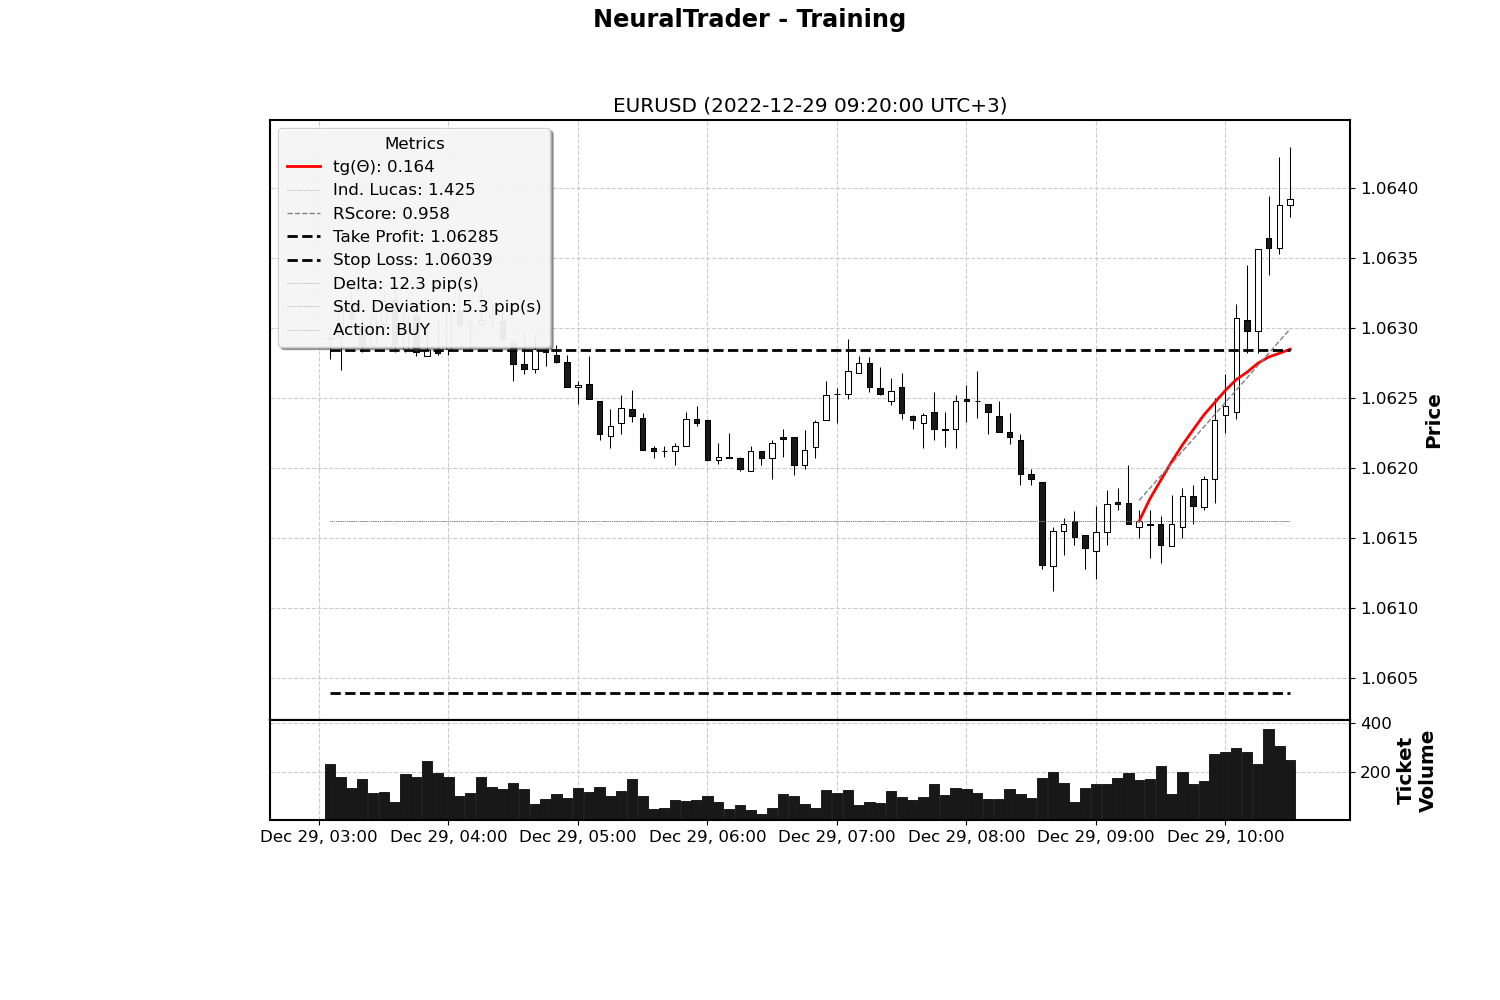 NeuralTrader - Training
EURUSD (2022-12-29 09:20:00 UTC+3)
Metrics
tg(Θ): 0.164
Ind. Lucas: 1.425
RScore: 0.958
Take Profit: 1.06285
Stop Loss: 1.06039
Delta: 12.3 pip(s)
Std. Deviation: 5.3 pip(s)
Action: BUY
1.0640
1.0635
1.0630
1.0625
1.0620
1.0615
1.0610
1.0605
Price
400
200
Ticket
Volume
Dec 29, 03:00 Dec 29, 04:00 Dec 29, 05:00 Dec 29, 06:00 Dec 29, 07:00 Dec 29, 08:00 Dec 29, 09:00 Dec 29, 10:00